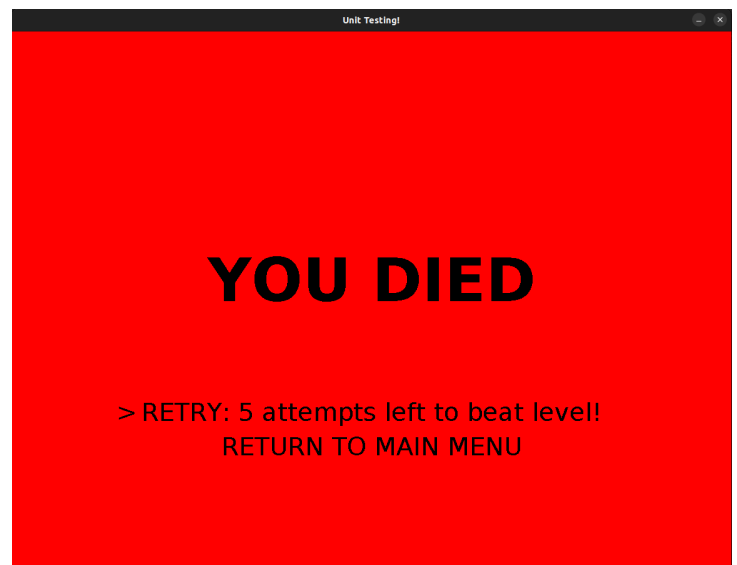 Unit Testing!
YOU DIED
> RETRY: 5 attempts left to beat level!
RETURN TO MAIN MENU